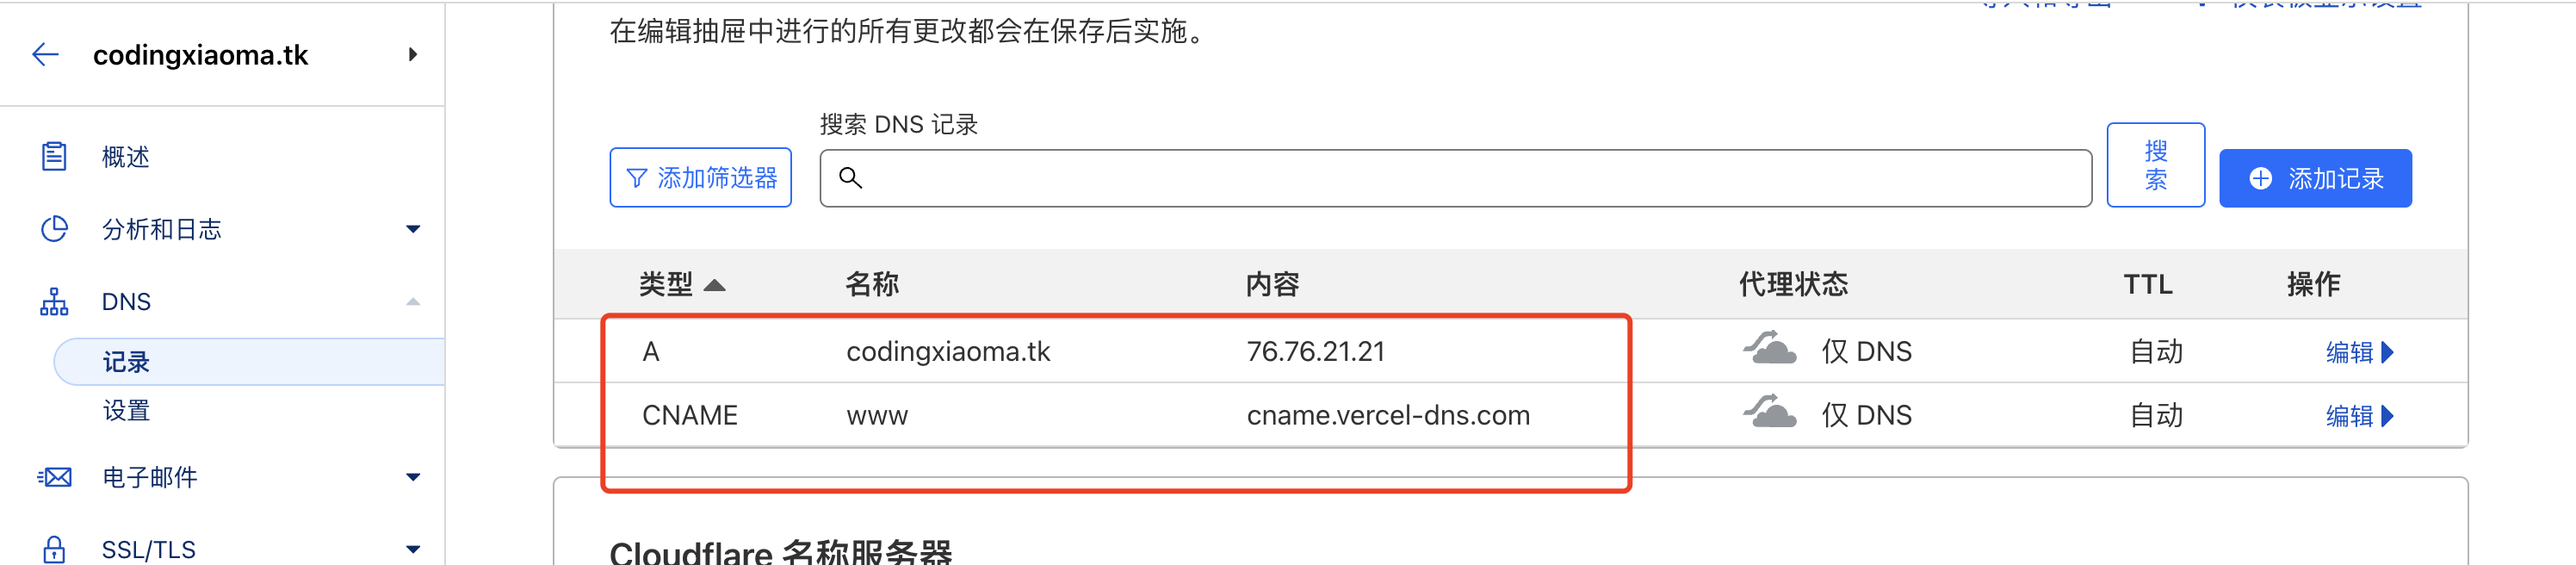 在编辑抽屉中进行的所有更改都会在保存后实施。
codingxiaoma.tk
概述
分析和日志
DNS
记录
设置
电子邮件
SSL/TLS
搜索 DNS 记录
添加筛选器
搜索
添加记录
类型 名称 内容 代理状态 TTL 操作
A codingxiaoma.tk 76.76.21.21 仅 DNS 自动 编辑
CNAME www cname.vercel-dns.com 仅 DNS 自动 编辑
Cloudflare 名称服务器